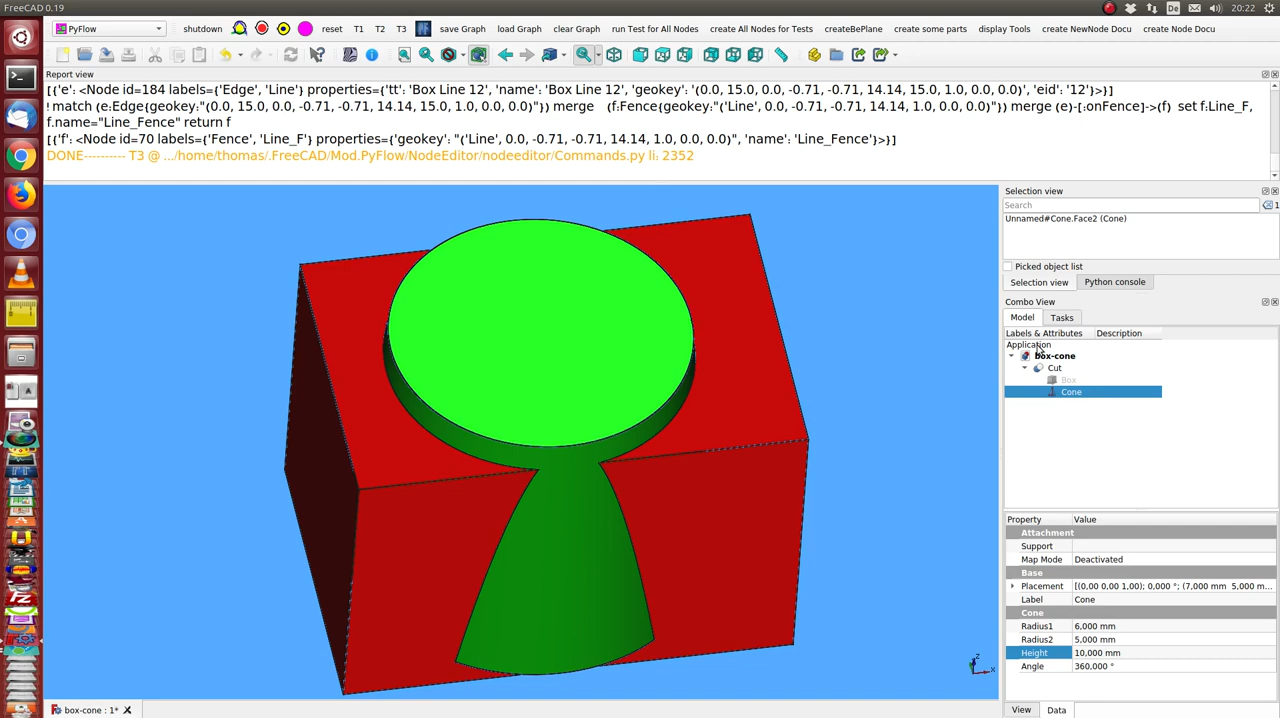 FreeCAD 0.19
De
20:22
PyFlow
shutdown
reset
T1
T2
T3
save Graph
load Graph
clear Graph
run Test for All Nodes
create All Nodes for Tests
createBePlane
create some parts
display Tools
create NewNode Docu
create Node Docu
Report view
[{'e': <Node id=184 labels={'Edge', 'Line'} properties={'tt': 'Box Line 12', 'name': 'Box Line 12', 'geokey': '(0.0, 15.0, 0.0, -0.71, -0.71, 14.14, 15.0, 1.0, 0.0, 0.0)', 'eid': '12'}>}]
! match (e:Edge{geokey:"(0.0, 15.0, 0.0, -0.71, -0.71, 14.14, 15.0, 1.0, 0.0, 0.0)"}) merge (f:Fence{geokey:"('Line', 0.0, -0.71, -0.71, 14.14, 1.0, 0.0, 0.0)"}) merge (e)-[:onFence]->(f) set f:Line_F,
f.name="Line_Fence" return f
[{'f': <Node id=70 labels={'Fence', 'Line_F'} properties={'geokey': "('Line', 0.0, -0.71, -0.71, 14.14, 1.0, 0.0, 0.0)", 'name': 'Line_Fence'}>}]
DONE---------- T3 @ .../home/thomas/.FreeCAD/Mod.PyFlow/NodeEditor/nodeeditor/Commands.py li: 2352
Selection view
Search
1
Unnamed#Cone.Face2 (Cone)
Picked object list
Selection view
Python console
Combo View
Model
Tasks
Labels & Attributes
Description
Application
box-cone
Cut
Box
Cone
Property
Value
Attachment
Support
Map Mode
Deactivated
Base
Placement
[(0,00 0,00 1,00); 0,000 °; (7,000 mm 5,000 m...
Label
Cone
Cone
Radius1
6,000 mm
Radius2
5,000 mm
Height
10,000 mm
Angle
360,000 °
View
Data
box-cone : 1*